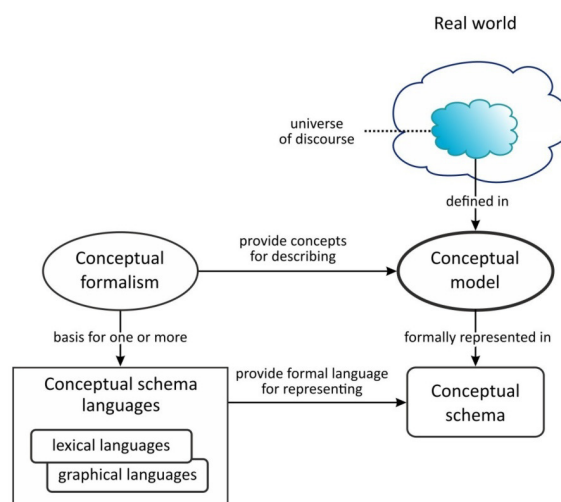 Real world
universe
of discourse
defined in
provide concepts
for describing
Conceptual
formalism
Conceptual
model
basis for one or more
formally represented in
Conceptual schema
languages
provide formal language
for representing
Conceptual
schema
lexical languages
graphical languages